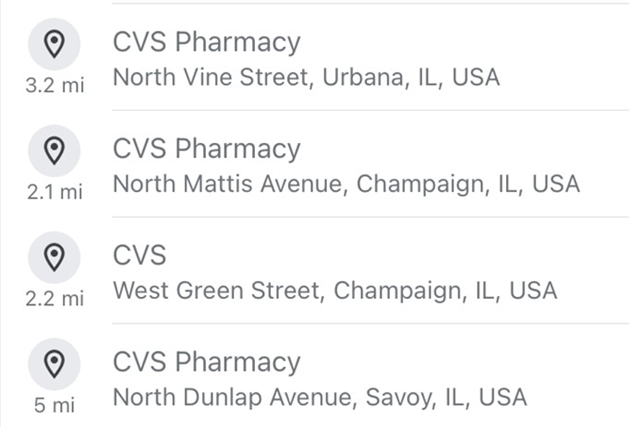 CVS Pharmacy
3.2 mi
North Vine Street, Urbana, IL, USA
CVS Pharmacy
2.1 mi
North Mattis Avenue, Champaign, IL, USA
CVS
2.2 mi
West Green Street, Champaign, IL, USA
CVS Pharmacy
5 mi
North Dunlap Avenue, Savoy, IL, USA